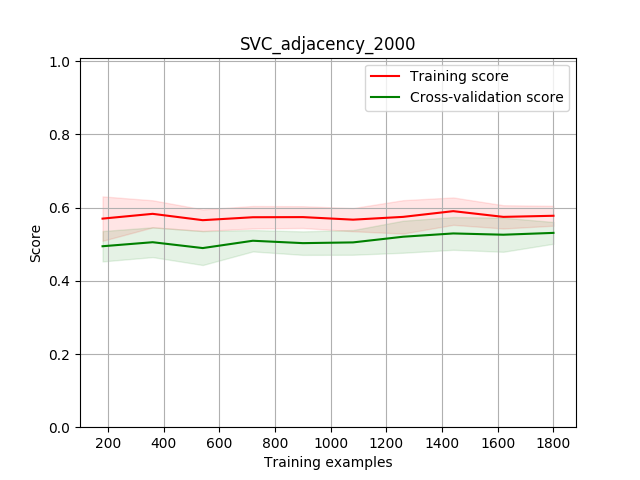 SVC_adjacency_2000
Training score
Cross-validation score
1.0
0.8
0.6
0.4
0.2
0.0
Score
200 400 600 800 1000 1200 1400 1600 1800
Training examples